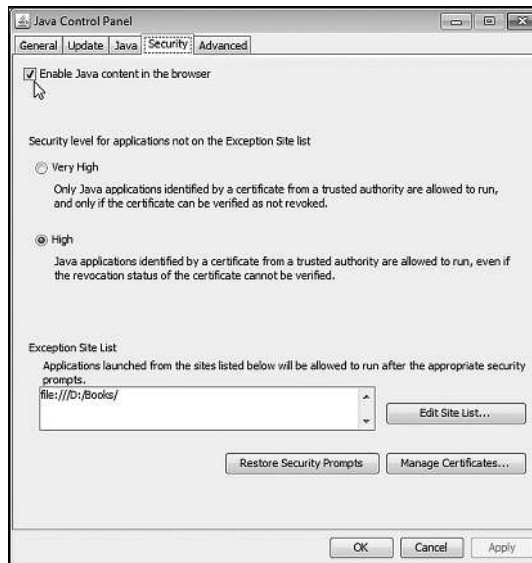 Java Control Panel
General Update Java Security Advanced
Enable Java content in the browser
Security level for applications not on the Exception Site list
Very High
Only Java applications identified by a certificate from a trusted authority are allowed to run,
and only if the certificate can be verified as not revoked.
High
Java applications identified by a certificate from a trusted authority are allowed to run, even if
the revocation status of the certificate cannot be verified.
Exception Site List
Applications launched from the sites listed below will be allowed to run after the appropriate security
prompts.
file:///D:/Books/
Edit Site List...
Restore Security Prompts Manage Certificates...
OK Cancel Apply